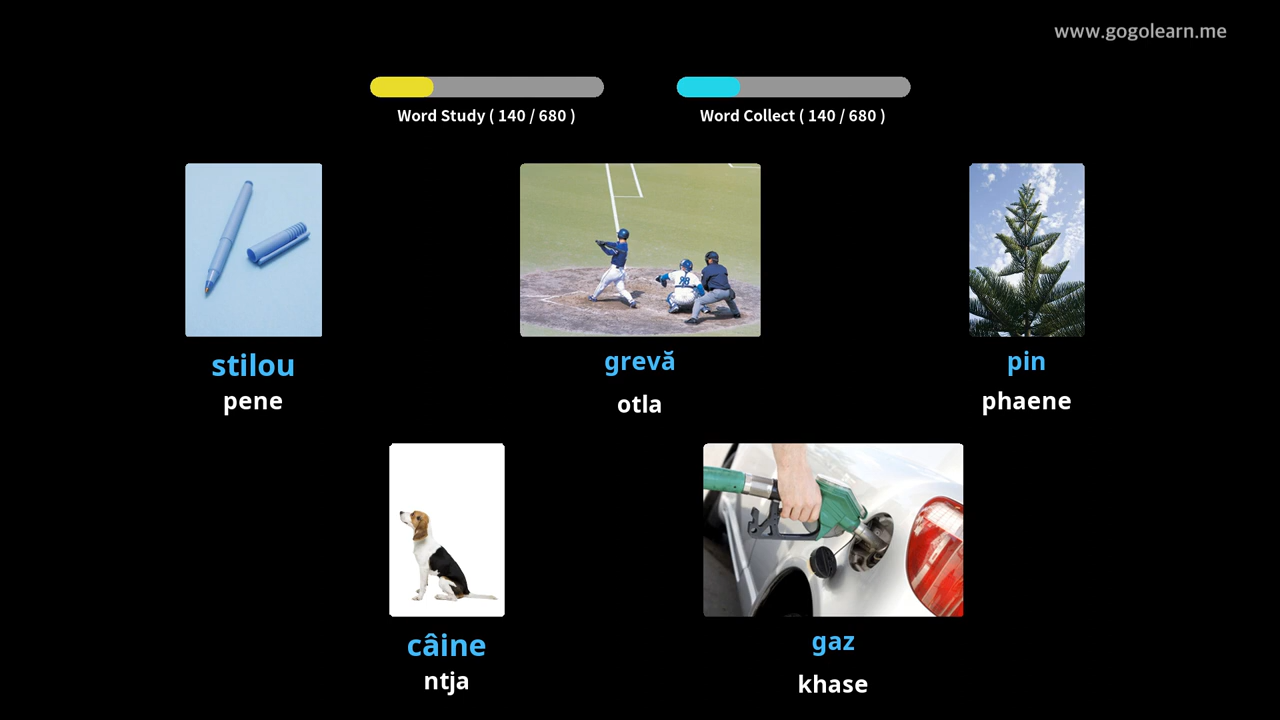 www.gogolearn.me
Word Study ( 140 / 680 )
Word Collect ( 140 / 680 )
stilou
pene
grevă
otla
pin
phaene
câine
ntja
gaz
khase